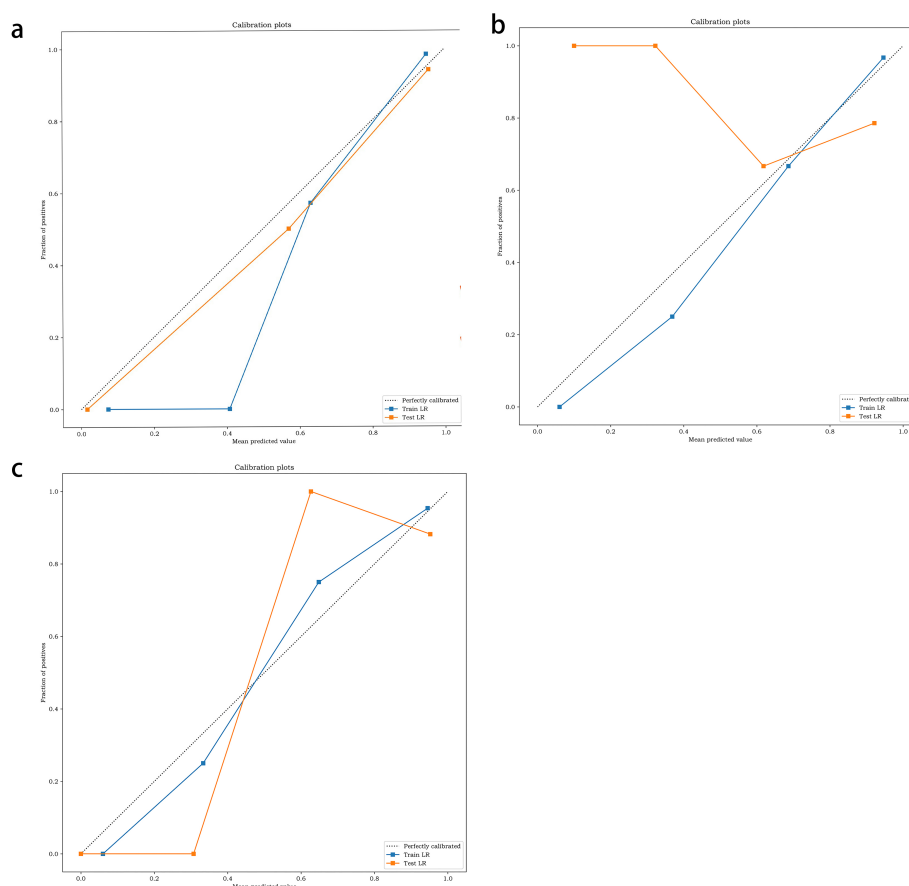 a
Calibration plots
1.0
0.8
0.6
0.4
0.2
0.0
Fraction of positives
0.0 0.2 0.4 0.6 0.8 1.0
Mean predicted value
Perfectly calibrated
Train LR
Test LR
b
Calibration plots
1.0
0.8
0.6
0.4
0.2
0.0
Fraction of positives
0.0 0.2 0.4 0.6 0.8 1.0
Mean predicted value
Perfectly calibrated
Train LR
Test LR
c
Calibration plots
1.0
0.8
0.6
0.4
0.2
0.0
Fraction of positives
0.0 0.2 0.4 0.6 0.8 1.0
Mean predicted value
Perfectly calibrated
Train LR
Test LR